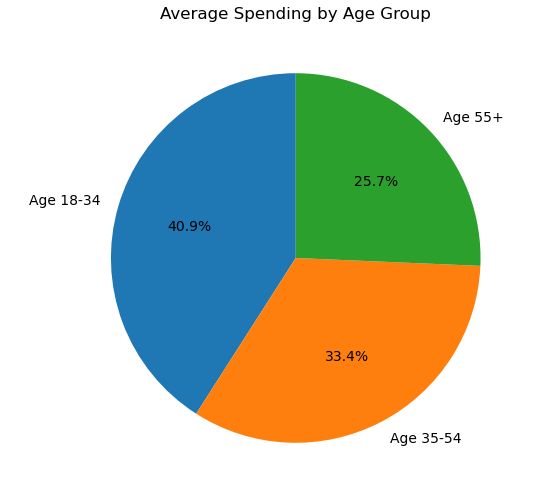 Average Spending by Age Group
Age 55+
25.7%
Age 18-34
40.9%
33.4%
Age 35-54